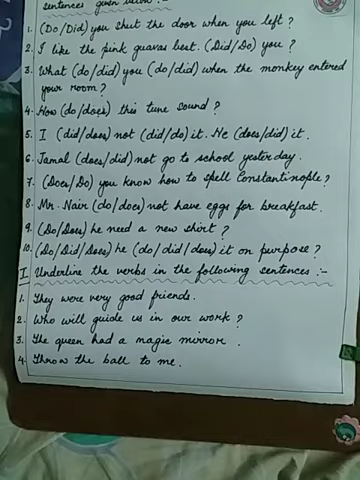 sentences given below :-
1. (Do/Did) you shut the door when you left ?
2. I like the pink guavas best. (Did/Do) you ?
3. What (do/did) you (do/did) when the monkey entered
your room ?
4. How (do/does) this tune sound ?
5. I (did/does) not (did/do) it. He (does/did) it.
6. Jamal (does/did) not go to school yesterday.
7. (Does/Do) you know how to spell Constantinople ?
8. Mr. Nair (do/does) not have eggs for breakfast.
9. (Do/Does) he need a new shirt ?
10. (Do/Did/Does) he (do/did/does) it on purpose ?
I Underline the verbs in the following sentences :-
1. They were very good friends.
2. Who will guide us in our work ?
3. The queen had a magic mirror.
4. Throw the ball to me.